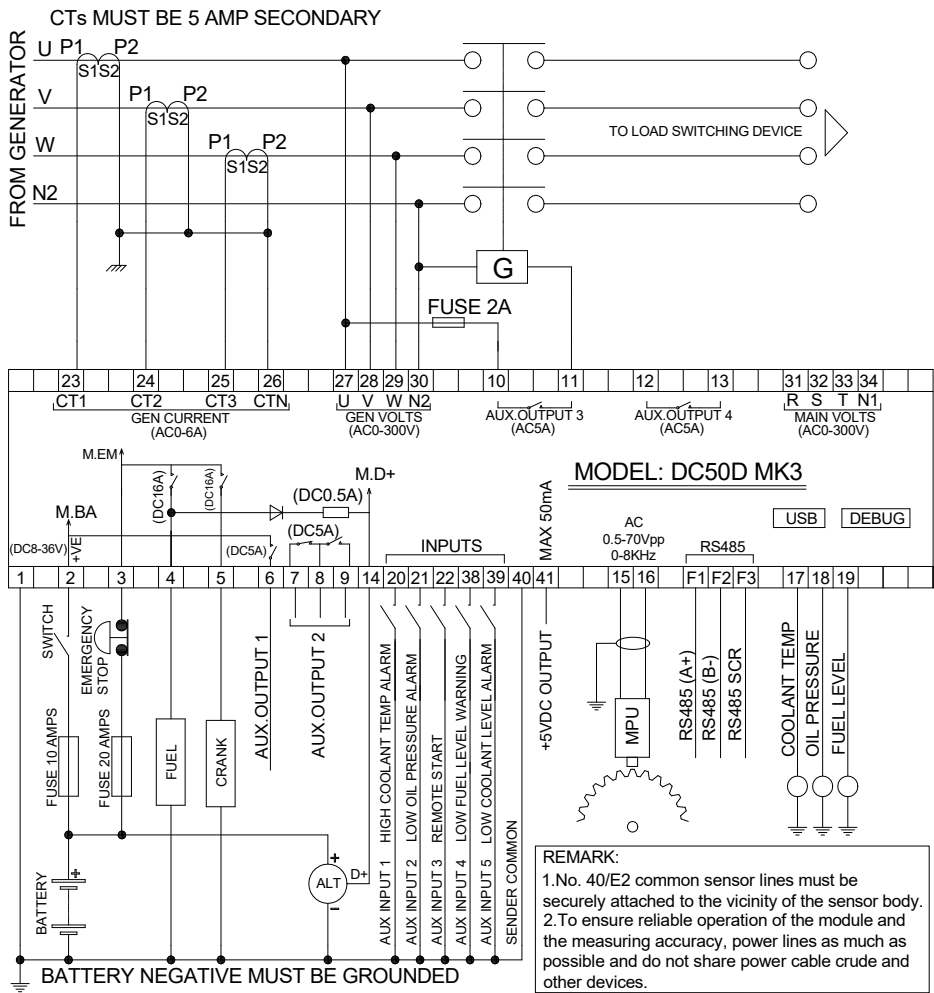 CTs MUST BE 5 AMP SECONDARY
FROM GENERATOR
U P1 P2
S1S2
V P1 P2
S1S2
W P1 P2
S1S2
N2
TO LOAD SWITCHING DEVICE
G
FUSE 2A
23 24 25 26 27 28 29 30 10 11 12 13 31 32 33 34
CT1 CT2 CT3 CTN U V W N2 R S T N1
GEN CURRENT
(AC0-6A)
GEN VOLTS
(AC0-300V)
AUX.OUTPUT 3
(AC5A)
AUX.OUTPUT 4
(AC5A)
MAIN VOLTS
(AC0-300V)
M.EM
M.BA
(DC8-36V)
+VE
(DC16A)
(DC16A)
(DC0.5A)
M.D+
(DC5A)
(DC5A)
INPUTS
MAX 50mA
MODEL: DC50D MK3
AC
0.5-70Vpp
0-8KHz
RS485
USB
DEBUG
1 2 3 4 5 6 7 8 9 14 20 21 22 38 39 40 41 15 16 F1 F2 F3 17 18 19
SWITCH
FUSE 10 AMPS
EMERGENCY
STOP
FUSE 20 AMPS
FUEL
CRANK
AUX.OUTPUT 1
AUX.OUTPUT 2
AUX INPUT 1 HIGH COOLANT TEMP ALARM
AUX INPUT 2 LOW OIL PRESSURE ALARM
AUX INPUT 3 REMOTE START
AUX INPUT 4 LOW FUEL LEVEL WARNING
AUX INPUT 5 LOW COOLANT LEVEL ALARM
SENDER COMMON
+5VDC OUTPUT
MPU
RS485 (A+)
RS485 (B-)
RS485 SCR
COOLANT TEMP
OIL PRESSURE
FUEL LEVEL
BATTERY
+
+
ALT
D+
−
BATTERY NEGATIVE MUST BE GROUNDED
REMARK:
1.No. 40/E2 common sensor lines must be
securely attached to the vicinity of the sensor body.
2.To ensure reliable operation of the module and
the measuring accuracy, power lines as much as
possible and do not share power cable crude and
other devices.